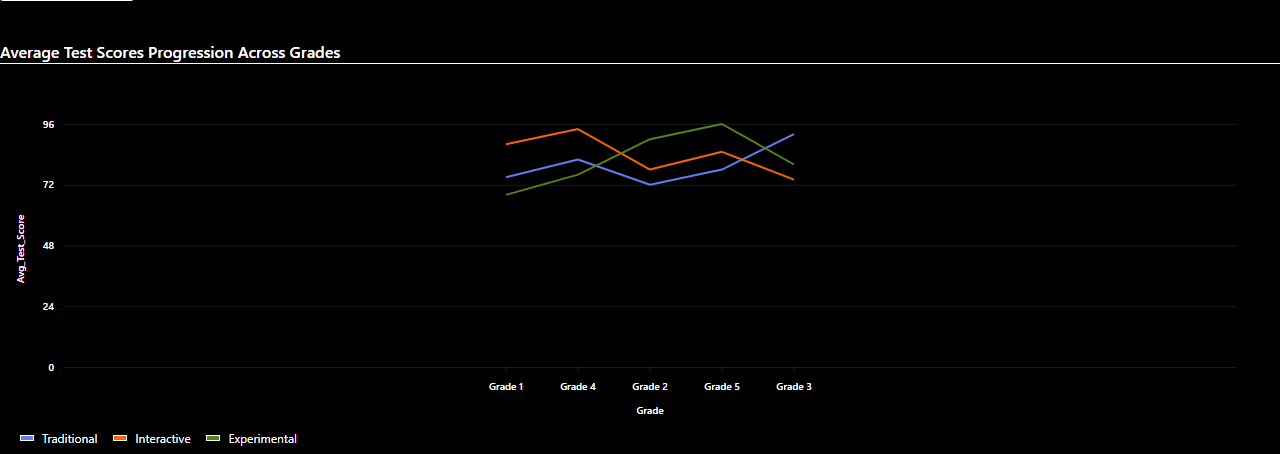 Average Test Scores Progression Across Grades
96
72
48
24
0
Avg_Test_Score
Grade 1 Grade 4 Grade 2 Grade 5 Grade 3
Grade
Traditional Interactive Experimental